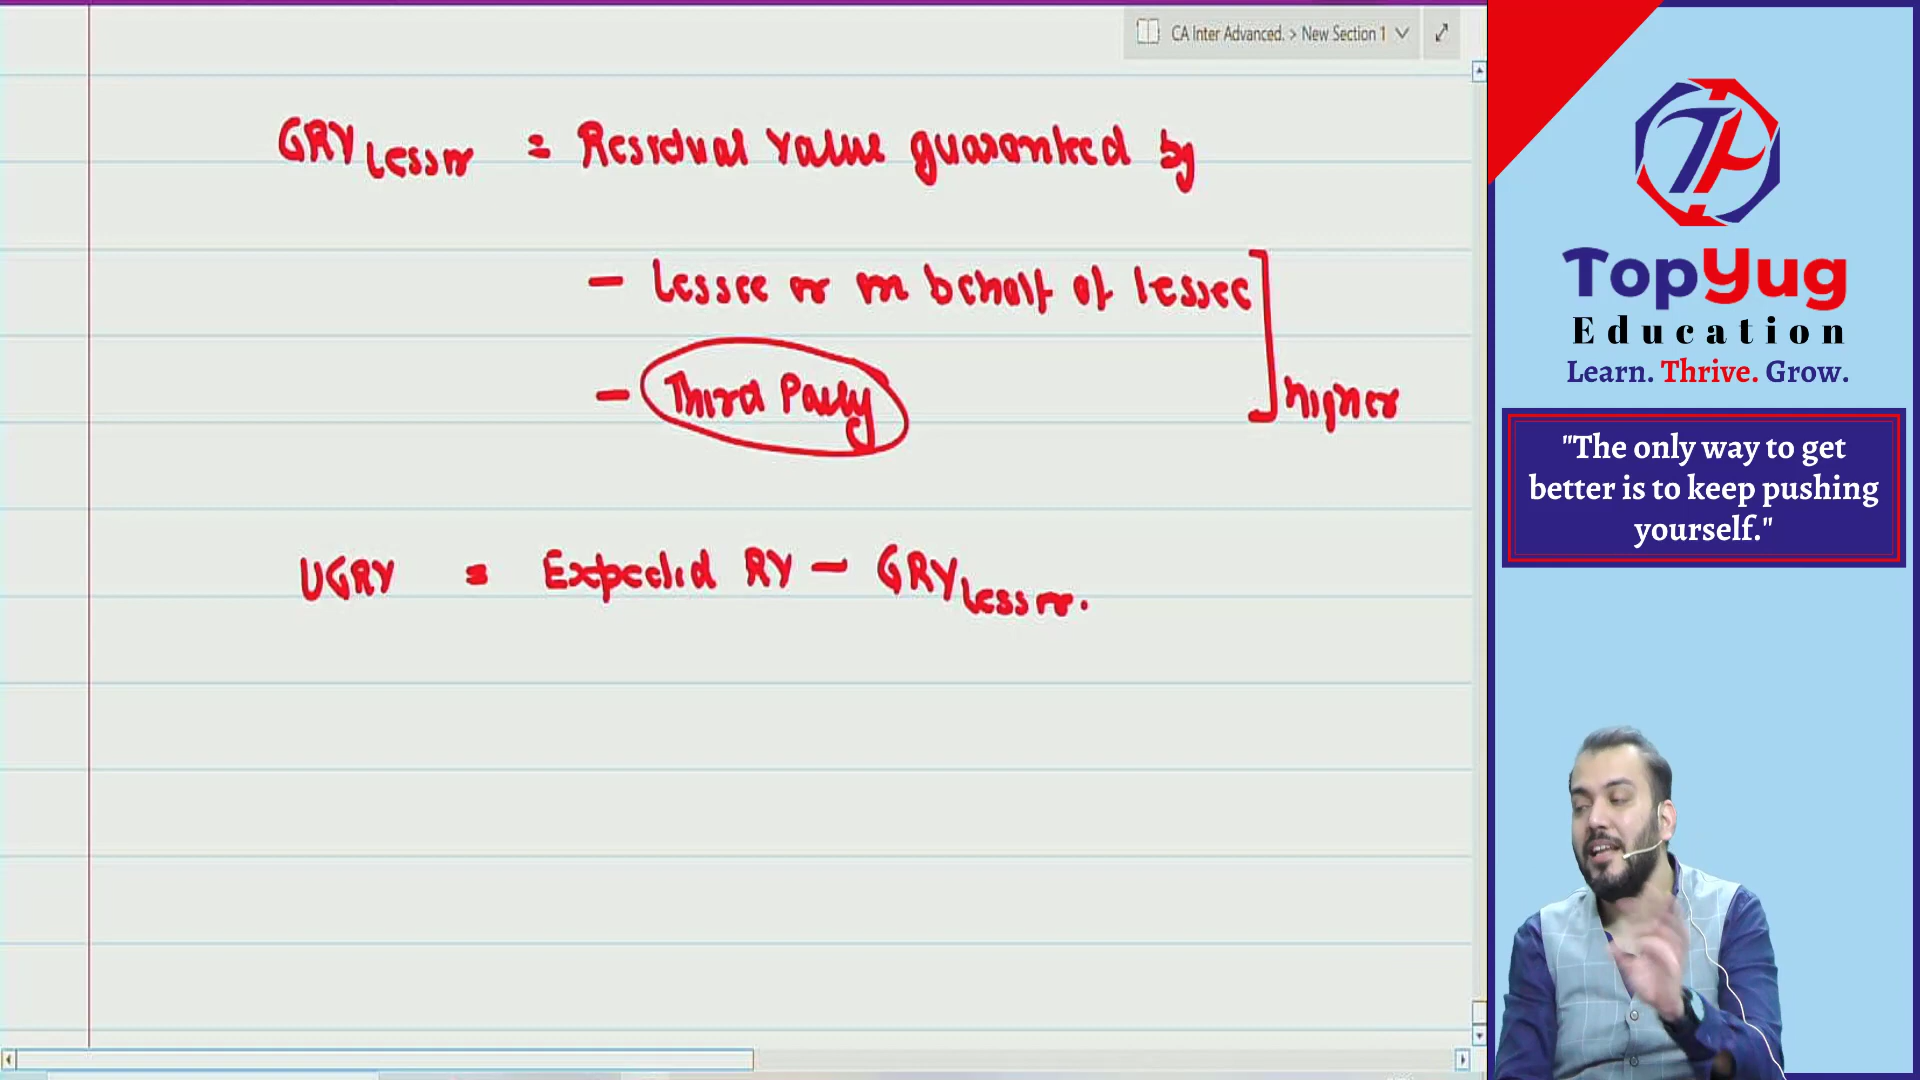 CA Inter Advanced. > New Section 1
GRV Lessor = Residual Value guaranteed by
- Lessee or on behalf of lessee
- Third Party
higher
UGRV = Expected RV - GRV Lessor.
TopYug
Education
Learn. Thrive. Grow.
"The only way to get
better is to keep pushing
yourself."